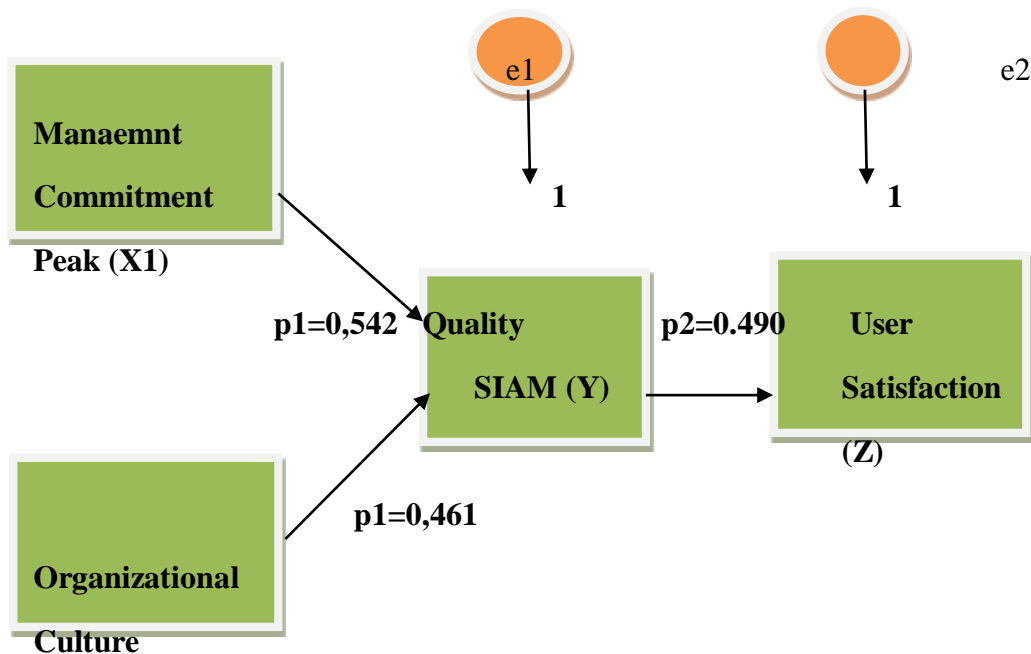 e1
e2
Manaemnt
Commitment
Peak (X1)
1
1
p1=0,542
Quality
SIAM (Y)
p2=0.490
User
Satisfaction
(Z)
p1=0,461
Organizational
Culture